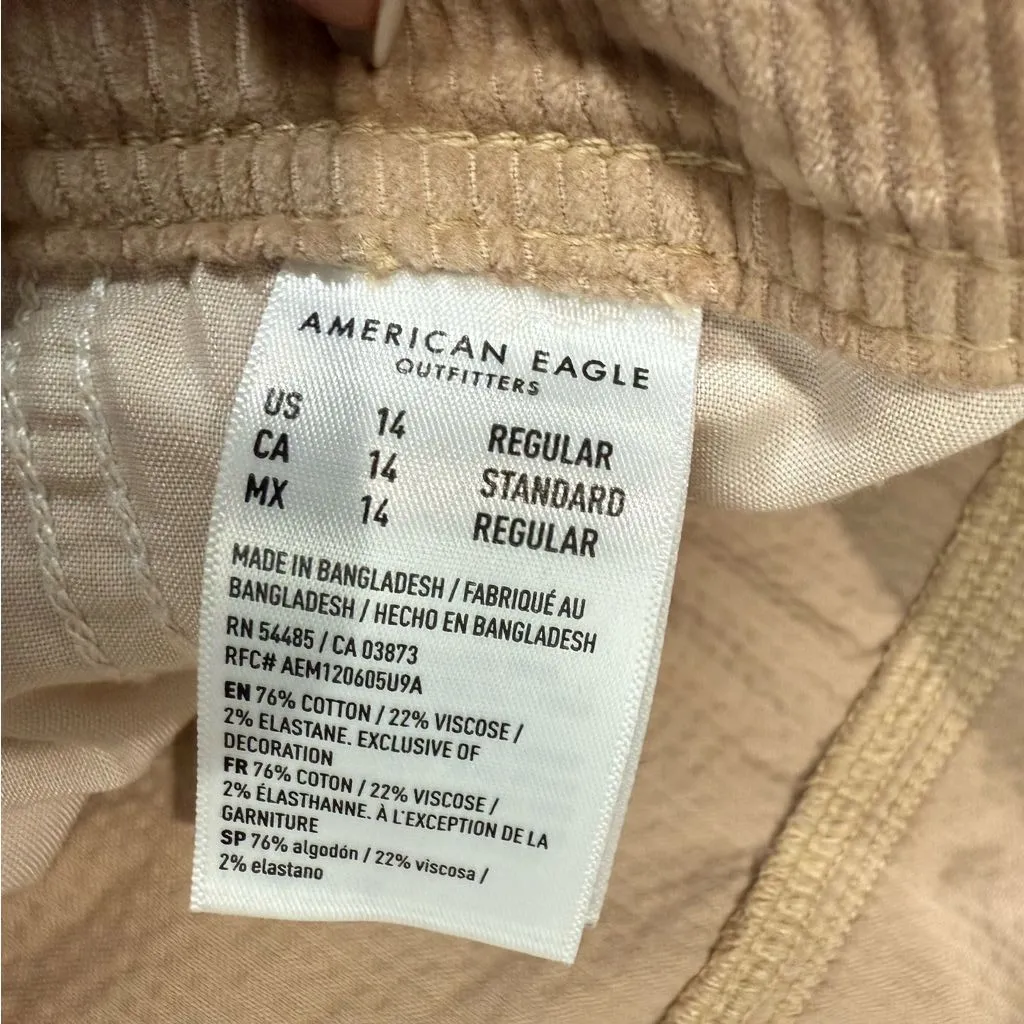 AMERICAN EAGLE
OUTFITTERS
US 14 REGULAR
CA 14 STANDARD
MX 14 REGULAR
MADE IN BANGLADESH / FABRIQUÉ AU
BANGLADESH / HECHO EN BANGLADESH
RN 54485 / CA 03873
RFC# AEM120605U9A
EN 76% COTTON / 22% VISCOSE /
2% ELASTANE. EXCLUSIVE OF
DECORATION
FR 76% COTON / 22% VISCOSE /
2% ÉLASTHANNE. À L'EXCEPTION DE LA
GARNITURE
SP 76% algodón / 22% viscosa /
2% elastano